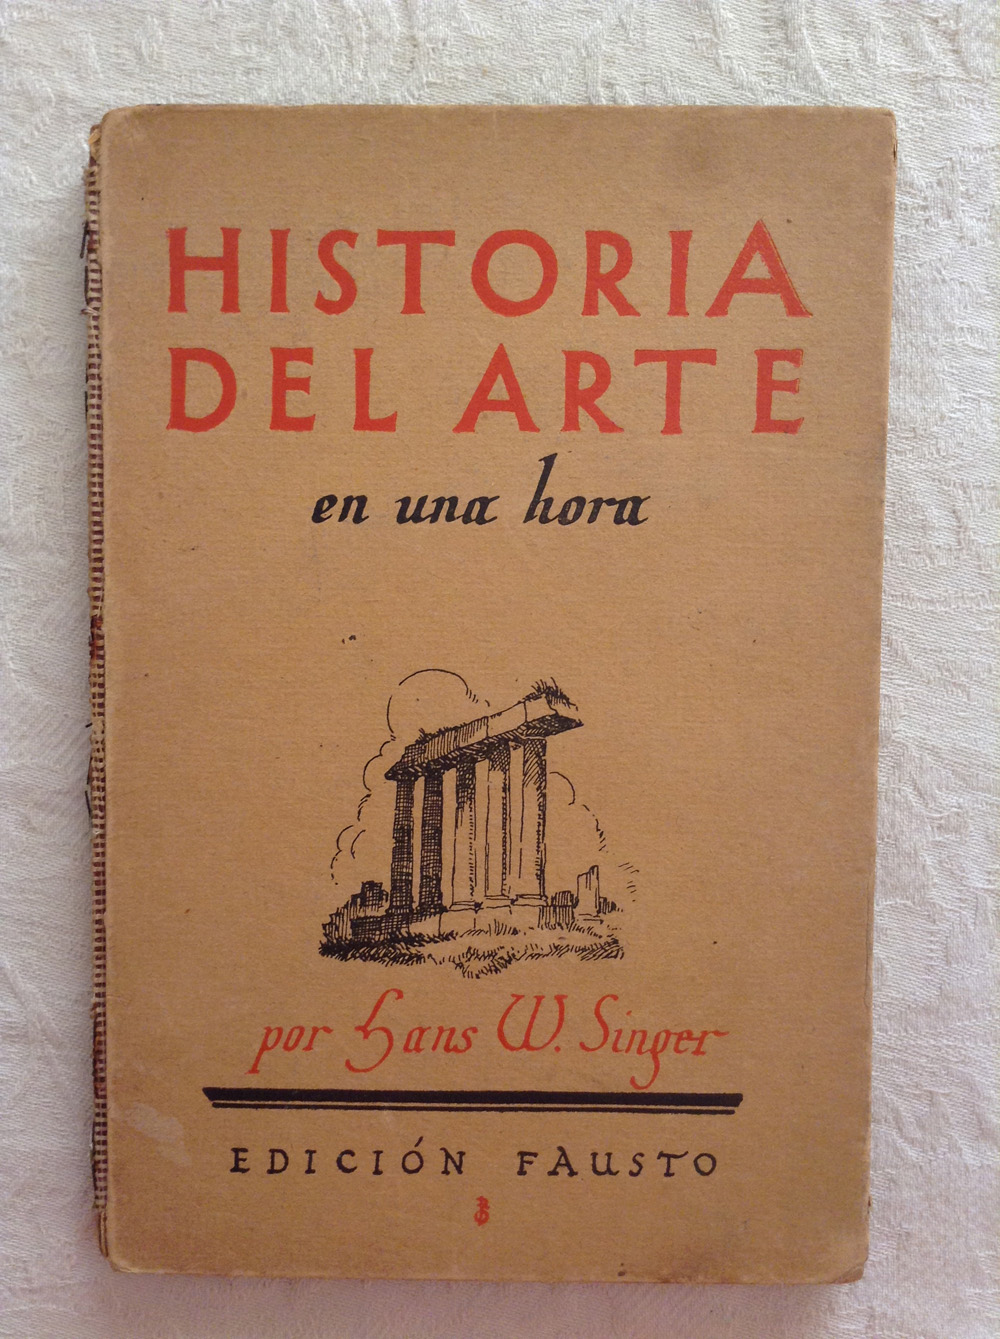 HISTORIA
DEL ARTE
en una hora
por Hans W. Singer
EDICIÓN FAUSTO